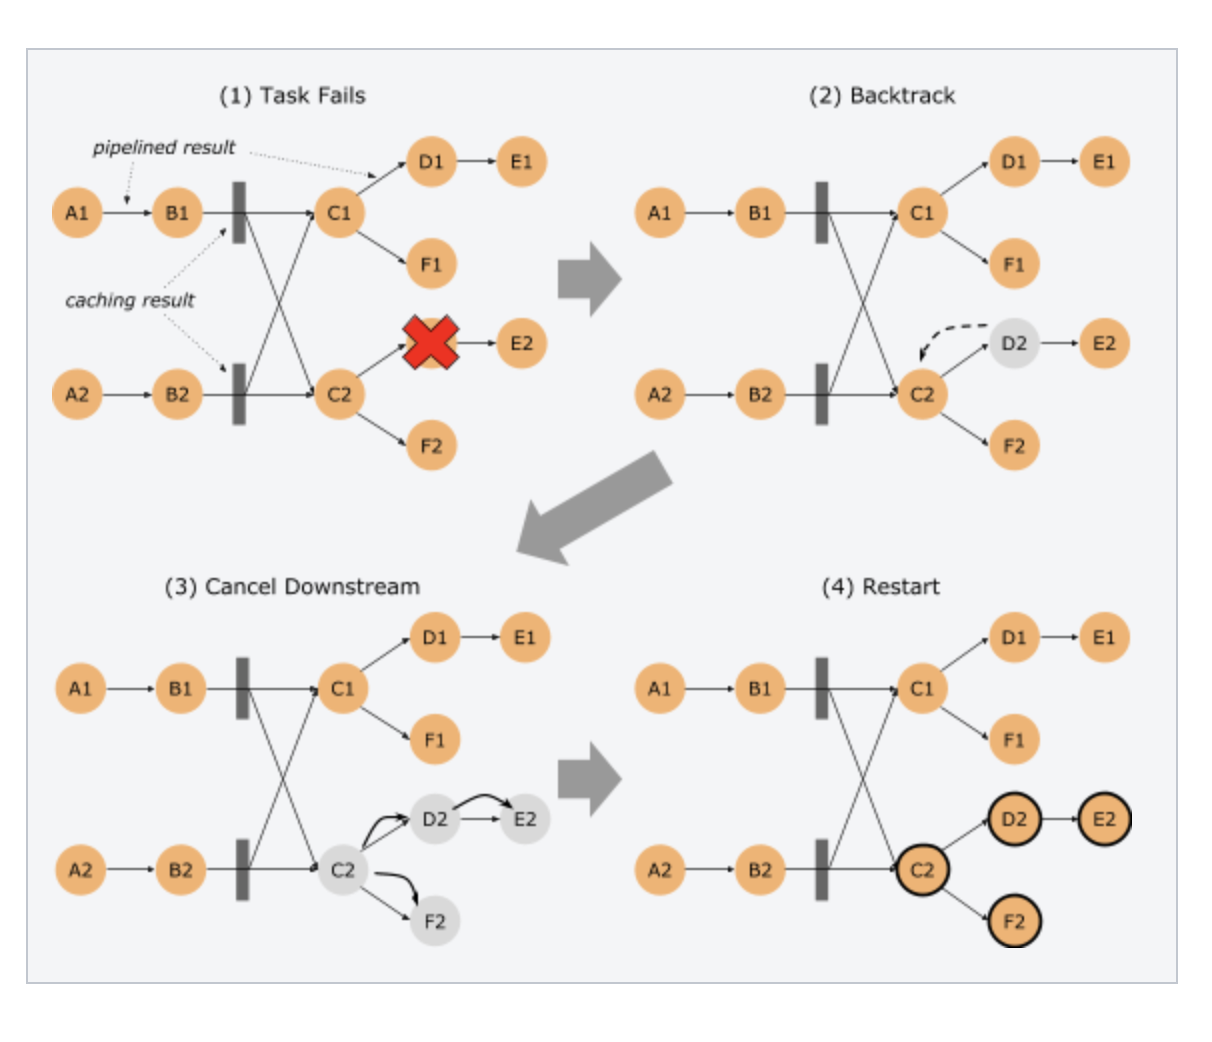 (1) Task Fails
pipelined result
D1
E1
A1
B1
C1
F1
caching result
E2
A2
B2
C2
F2
(2) Backtrack
D1
E1
A1
B1
C1
F1
D2
E2
A2
B2
C2
F2
(3) Cancel Downstream
D1
E1
A1
B1
C1
F1
D2
E2
A2
B2
C2
F2
(4) Restart
D1
E1
A1
B1
C1
F1
D2
E2
A2
B2
C2
F2